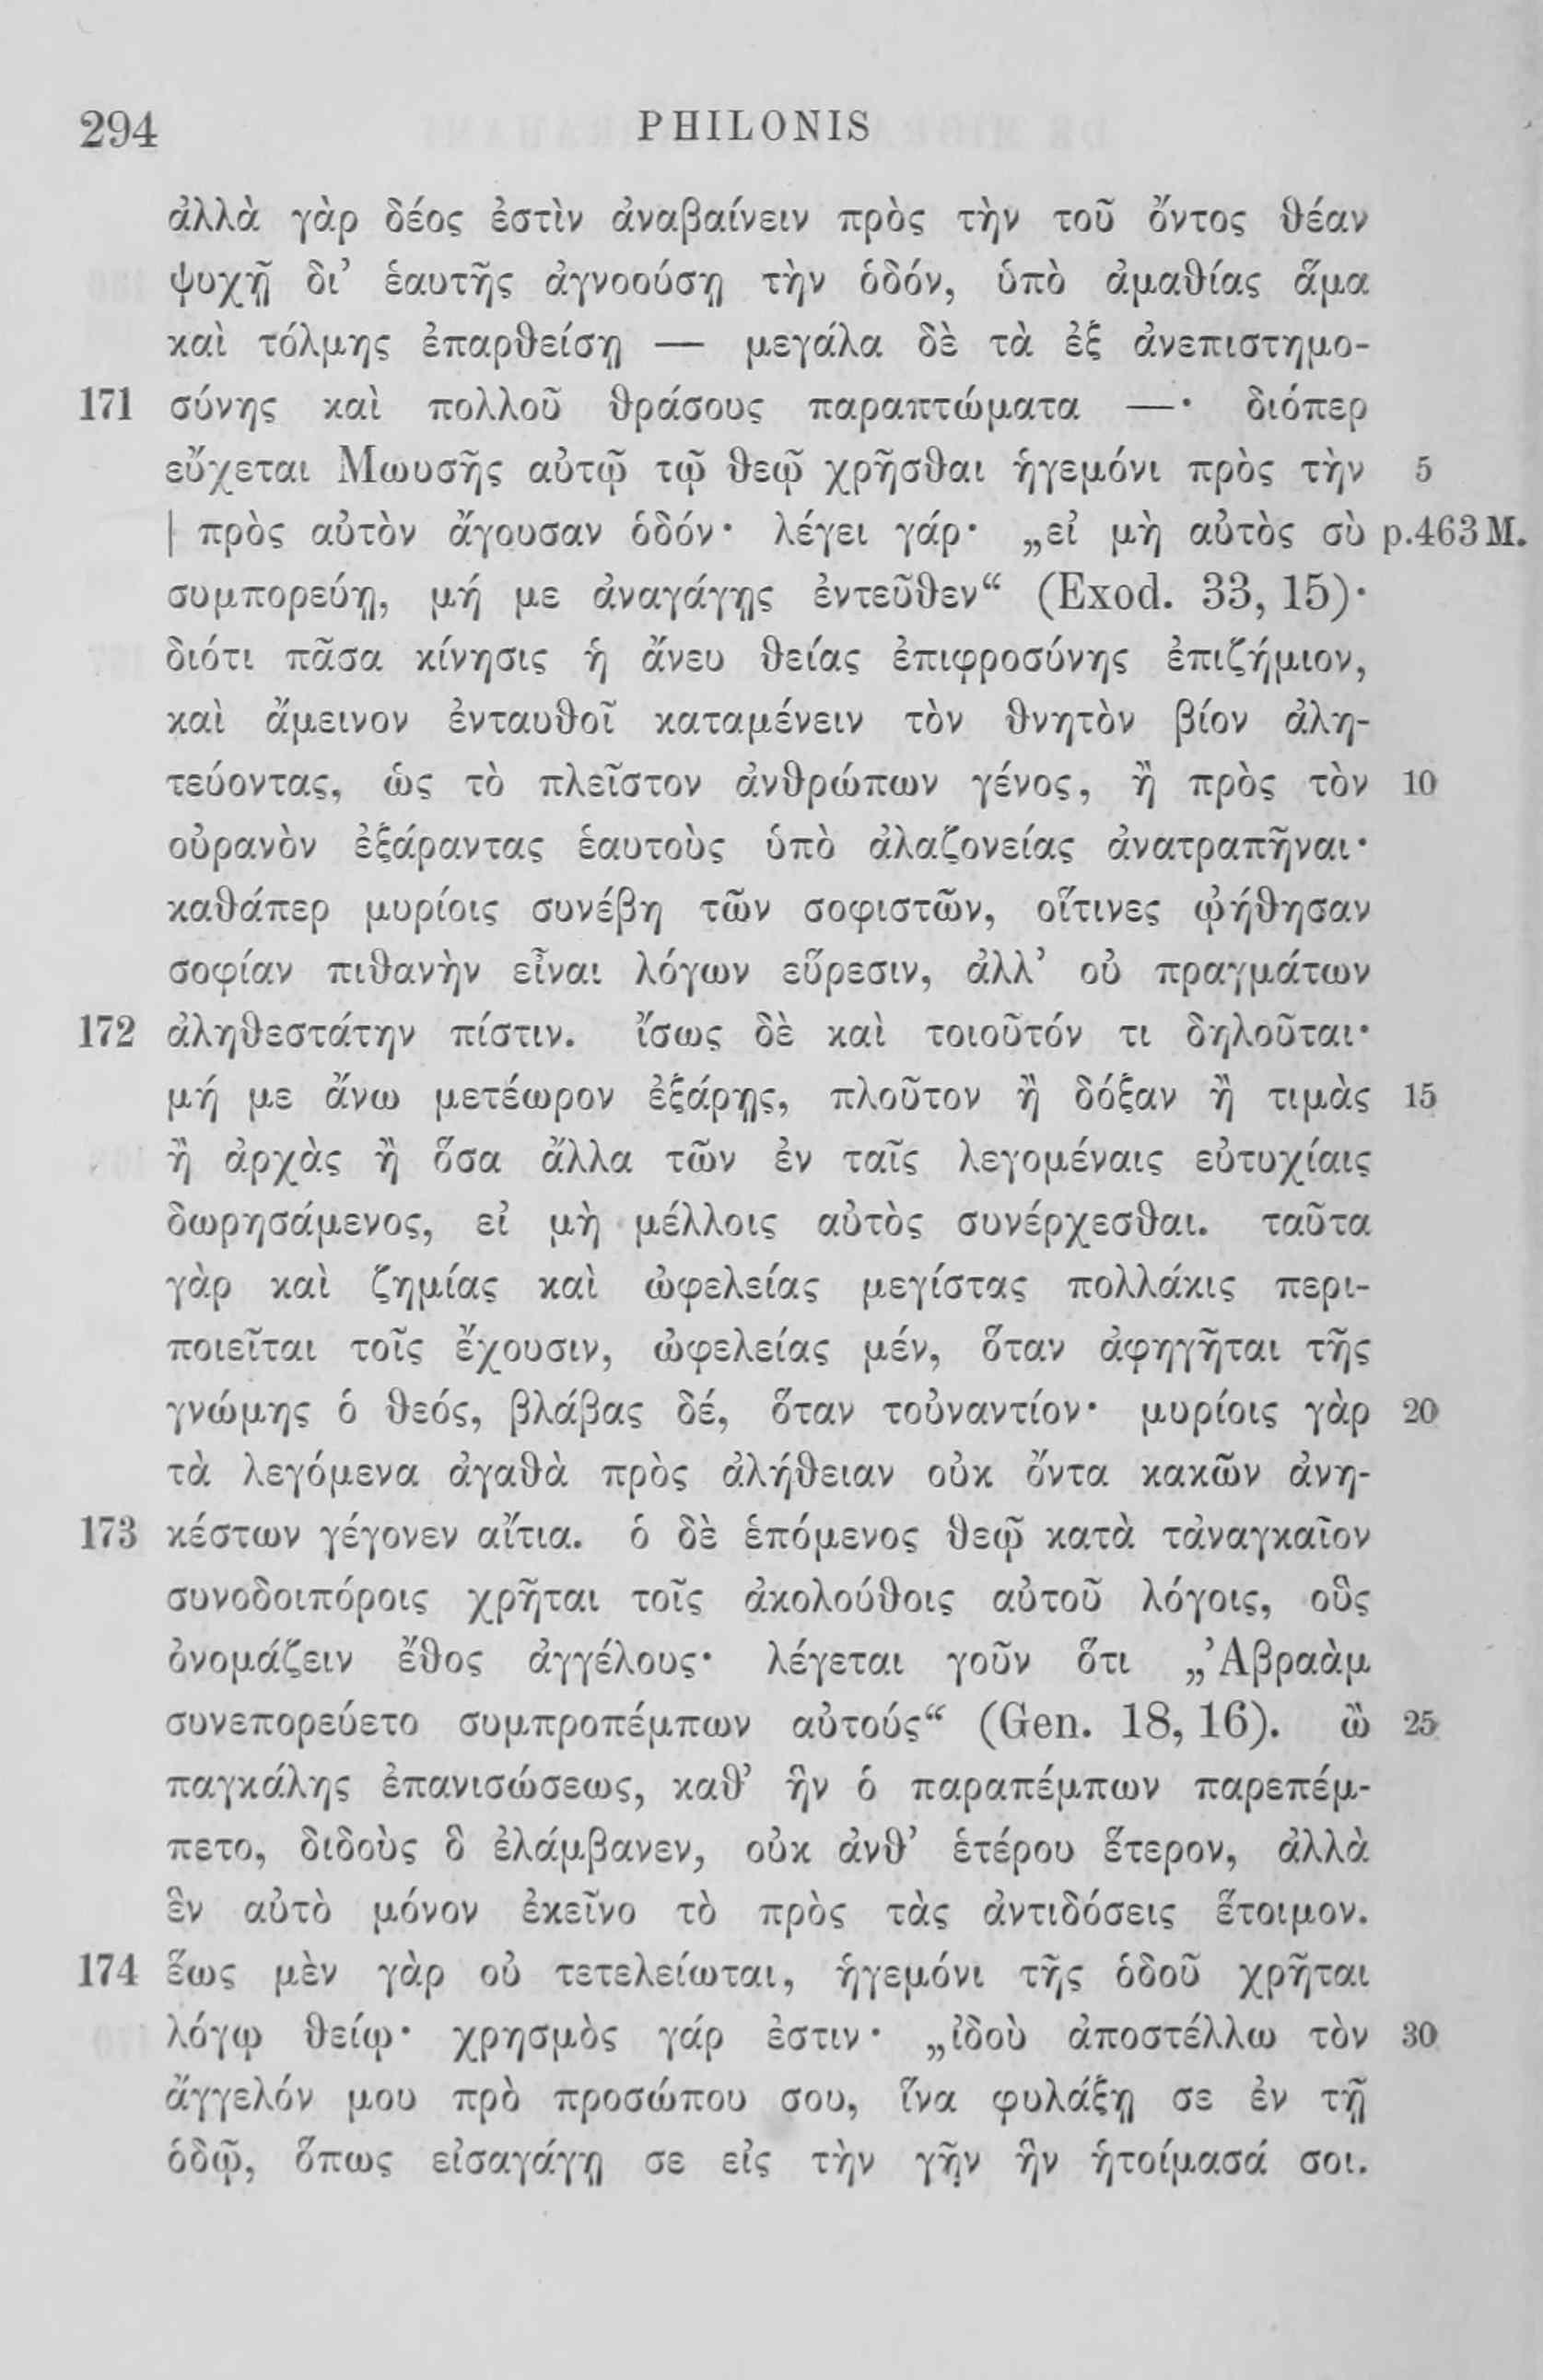 294 PHILONIS
ἀλλὰ γὰρ δέος ἐστὶν ἀναβαίνειν πρὸς τὴν τοῦ ὄντος θέαν
ψυχῇ δι’ ἑαυτῆς ἀγνοούσῃ τὴν ὁδόν, ὑπὸ ἀμαθίας ἅμα
καὶ τόλμης ἐπαρθείσῃ — μεγάλα δὲ τὰ ἐξ ἀνεπιστημο-
171 σύνης καὶ πολλοῦ θράσους παραπτώματα —· διόπερ
εὔχεται Μωυσῆς αὐτῷ τῷ θεῷ χρῆσθαι ἡγεμόνι πρὸς τὴν 5
| πρὸς αὐτὸν ἄγουσαν ὁδόν· λέγει γάρ· „εἰ μὴ αὐτὸς σὺ p.463 M.
συμπορεύῃ, μή με ἀναγάγῃς ἐντεῦθεν“ (Exod. 33, 15)·
διότι πᾶσα κίνησις ἡ ἄνευ θείας ἐπιφροσύνης ἐπιζήμιον,
καὶ ἄμεινον ἐνταυθοῖ καταμένειν τὸν θνητὸν βίον ἀλη-
τεύοντας, ὡς τὸ πλεῖστον ἀνθρώπων γένος, ἢ πρὸς τὸν 10
οὐρανὸν ἐξάραντας ἑαυτοὺς ὑπὸ ἀλαζονείας ἀνατραπῆναι·
καθάπερ μυρίοις συνέβη τῶν σοφιστῶν, οἵτινες ᾠήθησαν
σοφίαν πιθανὴν εἶναι λόγων εὕρεσιν, ἀλλ’ οὐ πραγμάτων
172 ἀληθεστάτην πίστιν. ἴσως δὲ καὶ τοιοῦτόν τι δηλοῦται·
μή με ἄνω μετέωρον ἐξάρῃς, πλοῦτον ἢ δόξαν ἢ τιμὰς 15
ἢ ἀρχὰς ἢ ὅσα ἄλλα τῶν ἐν ταῖς λεγομέναις εὐτυχίαις
δωρησάμενος, εἰ μὴ μέλλοις αὐτὸς συνέρχεσθαι. ταῦτα
γὰρ καὶ ζημίας καὶ ὠφελείας μεγίστας πολλάκις περι-
ποιεῖται τοῖς ἔχουσιν, ὠφελείας μέν, ὅταν ἀφηγῆται τῆς
γνώμης ὁ θεός, βλάβας δέ, ὅταν τοὐναντίον· μυρίοις γὰρ 20
τὰ λεγόμενα ἀγαθὰ πρὸς ἀλήθειαν οὐκ ὄντα κακῶν ἀνη-
173 κέστων γέγονεν αἴτια. ὁ δὲ ἑπόμενος θεῷ κατὰ τἀναγκαῖον
συνοδοιπόροις χρῆται τοῖς ἀκολούθοις αὐτοῦ λόγοις, οὓς
ὀνομάζειν ἔθος ἀγγέλους· λέγεται γοῦν ὅτι „Ἀβραὰμ
συνεπορεύετο συμπροπέμπων αὐτούς“ (Gen. 18, 16). ὢ 25
παγκάλης ἐπανισώσεως, καθ’ ἣν ὁ παραπέμπων παρεπέμ-
πετο, διδοὺς ὃ ἐλάμβανεν, οὐκ ἀνθ’ ἑτέρου ἕτερον, ἀλλὰ
ἓν αὐτὸ μόνον ἐκεῖνο τὸ πρὸς τὰς ἀντιδόσεις ἕτοιμον.
174 ἕως μὲν γὰρ οὐ τετελείωται, ἡγεμόνι τῆς ὁδοῦ χρῆται
λόγῳ θείῳ· χρησμὸς γάρ ἐστιν· „ἰδοὺ ἀποστέλλω τὸν 30
ἄγγελόν μου πρὸ προσώπου σου, ἵνα φυλάξῃ σε ἐν τῇ
ὁδῷ, ὅπως εἰσαγάγῃ σε εἰς τὴν γῆν ἣν ἡτοίμασά σοι.